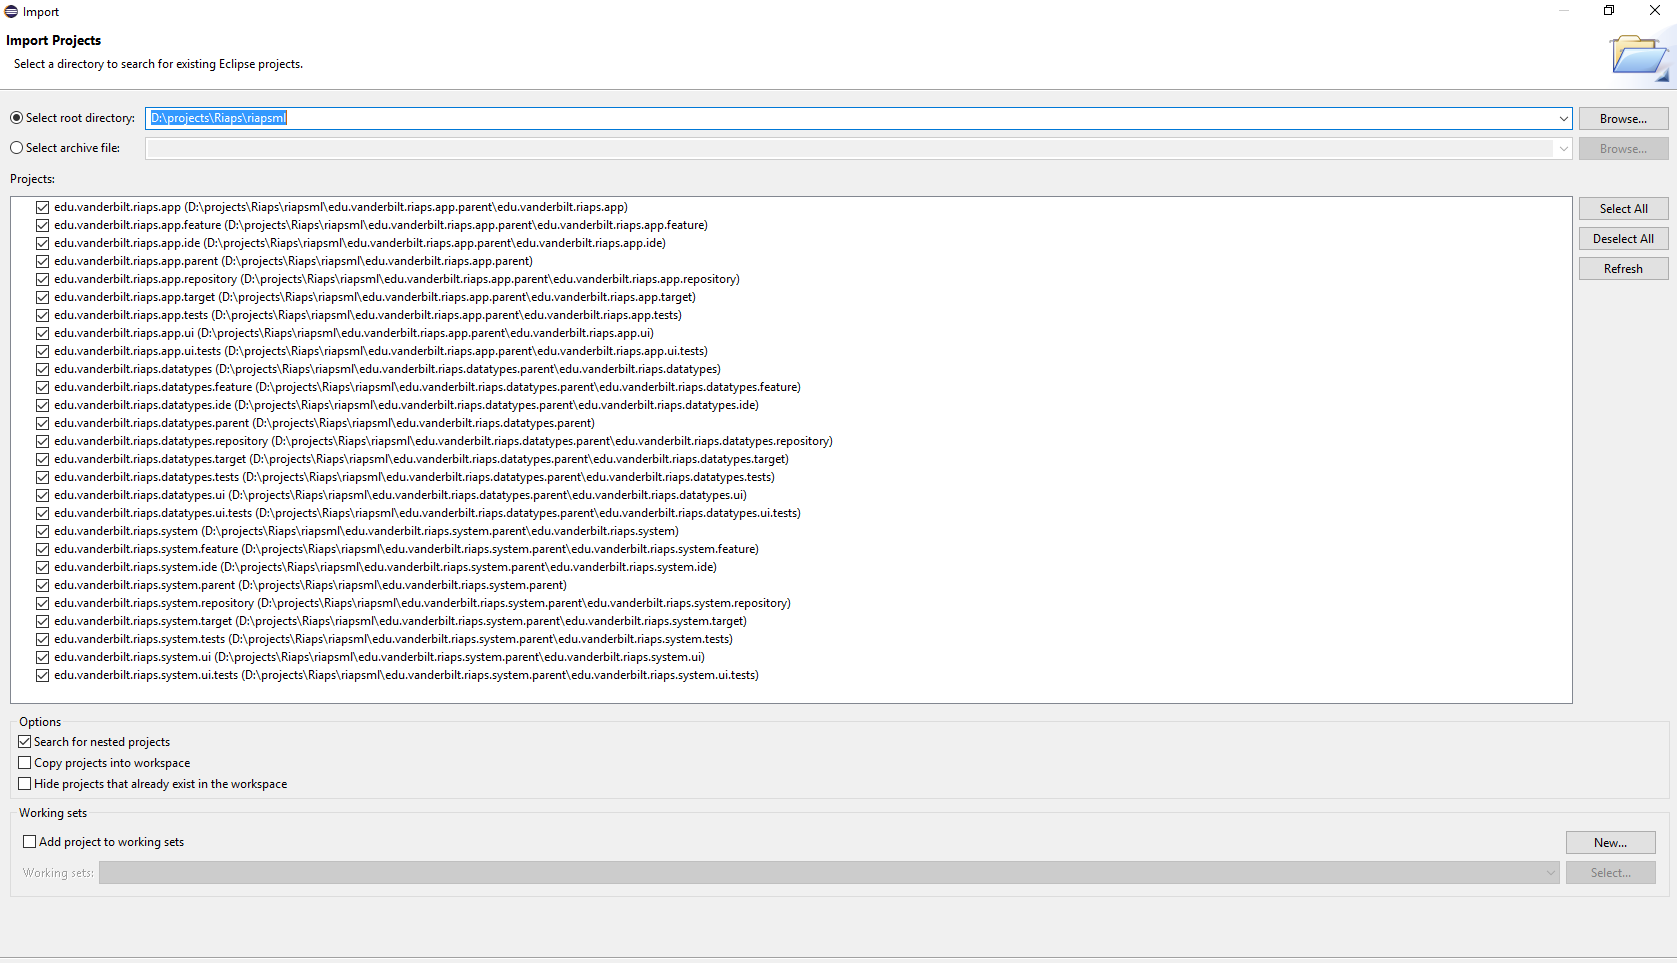 Import
Import Projects
Select a directory to search for existing Eclipse projects.
Select root directory: D:\projects\Riaps\riapsml Browse...
Select archive file: Browse...
Projects:
edu.vanderbilt.riaps.app (D:\projects\Riaps\riapsml\edu.vanderbilt.riaps.app.parent\edu.vanderbilt.riaps.app)
edu.vanderbilt.riaps.app.feature (D:\projects\Riaps\riapsml\edu.vanderbilt.riaps.app.parent\edu.vanderbilt.riaps.app.feature)
edu.vanderbilt.riaps.app.ide (D:\projects\Riaps\riapsml\edu.vanderbilt.riaps.app.parent\edu.vanderbilt.riaps.app.ide)
edu.vanderbilt.riaps.app.parent (D:\projects\Riaps\riapsml\edu.vanderbilt.riaps.app.parent)
edu.vanderbilt.riaps.app.repository (D:\projects\Riaps\riapsml\edu.vanderbilt.riaps.app.parent\edu.vanderbilt.riaps.app.repository)
edu.vanderbilt.riaps.app.target (D:\projects\Riaps\riapsml\edu.vanderbilt.riaps.app.parent\edu.vanderbilt.riaps.app.target)
edu.vanderbilt.riaps.app.tests (D:\projects\Riaps\riapsml\edu.vanderbilt.riaps.app.parent\edu.vanderbilt.riaps.app.tests)
edu.vanderbilt.riaps.app.ui (D:\projects\Riaps\riapsml\edu.vanderbilt.riaps.app.parent\edu.vanderbilt.riaps.app.ui)
edu.vanderbilt.riaps.app.ui.tests (D:\projects\Riaps\riapsml\edu.vanderbilt.riaps.app.parent\edu.vanderbilt.riaps.app.ui.tests)
edu.vanderbilt.riaps.datatypes (D:\projects\Riaps\riapsml\edu.vanderbilt.riaps.datatypes.parent\edu.vanderbilt.riaps.datatypes)
edu.vanderbilt.riaps.datatypes.feature (D:\projects\Riaps\riapsml\edu.vanderbilt.riaps.datatypes.parent\edu.vanderbilt.riaps.datatypes.feature)
edu.vanderbilt.riaps.datatypes.ide (D:\projects\Riaps\riapsml\edu.vanderbilt.riaps.datatypes.parent\edu.vanderbilt.riaps.datatypes.ide)
edu.vanderbilt.riaps.datatypes.parent (D:\projects\Riaps\riapsml\edu.vanderbilt.riaps.datatypes.parent)
edu.vanderbilt.riaps.datatypes.repository (D:\projects\Riaps\riapsml\edu.vanderbilt.riaps.datatypes.parent\edu.vanderbilt.riaps.datatypes.repository)
edu.vanderbilt.riaps.datatypes.target (D:\projects\Riaps\riapsml\edu.vanderbilt.riaps.datatypes.parent\edu.vanderbilt.riaps.datatypes.target)
edu.vanderbilt.riaps.datatypes.tests (D:\projects\Riaps\riapsml\edu.vanderbilt.riaps.datatypes.parent\edu.vanderbilt.riaps.datatypes.tests)
edu.vanderbilt.riaps.datatypes.ui (D:\projects\Riaps\riapsml\edu.vanderbilt.riaps.datatypes.parent\edu.vanderbilt.riaps.datatypes.ui)
edu.vanderbilt.riaps.datatypes.ui.tests (D:\projects\Riaps\riapsml\edu.vanderbilt.riaps.datatypes.parent\edu.vanderbilt.riaps.datatypes.ui.tests)
edu.vanderbilt.riaps.system (D:\projects\Riaps\riapsml\edu.vanderbilt.riaps.system.parent\edu.vanderbilt.riaps.system)
edu.vanderbilt.riaps.system.feature (D:\projects\Riaps\riapsml\edu.vanderbilt.riaps.system.parent\edu.vanderbilt.riaps.system.feature)
edu.vanderbilt.riaps.system.ide (D:\projects\Riaps\riapsml\edu.vanderbilt.riaps.system.parent\edu.vanderbilt.riaps.system.ide)
edu.vanderbilt.riaps.system.parent (D:\projects\Riaps\riapsml\edu.vanderbilt.riaps.system.parent)
edu.vanderbilt.riaps.system.repository (D:\projects\Riaps\riapsml\edu.vanderbilt.riaps.system.parent\edu.vanderbilt.riaps.system.repository)
edu.vanderbilt.riaps.system.target (D:\projects\Riaps\riapsml\edu.vanderbilt.riaps.system.parent\edu.vanderbilt.riaps.system.target)
edu.vanderbilt.riaps.system.tests (D:\projects\Riaps\riapsml\edu.vanderbilt.riaps.system.parent\edu.vanderbilt.riaps.system.tests)
edu.vanderbilt.riaps.system.ui (D:\projects\Riaps\riapsml\edu.vanderbilt.riaps.system.parent\edu.vanderbilt.riaps.system.ui)
edu.vanderbilt.riaps.system.ui.tests (D:\projects\Riaps\riapsml\edu.vanderbilt.riaps.system.parent\edu.vanderbilt.riaps.system.ui.tests)
Select All
Deselect All
Refresh
Options
Search for nested projects
Copy projects into workspace
Hide projects that already exist in the workspace
Working sets
Add project to working sets New...
Working sets: Select...